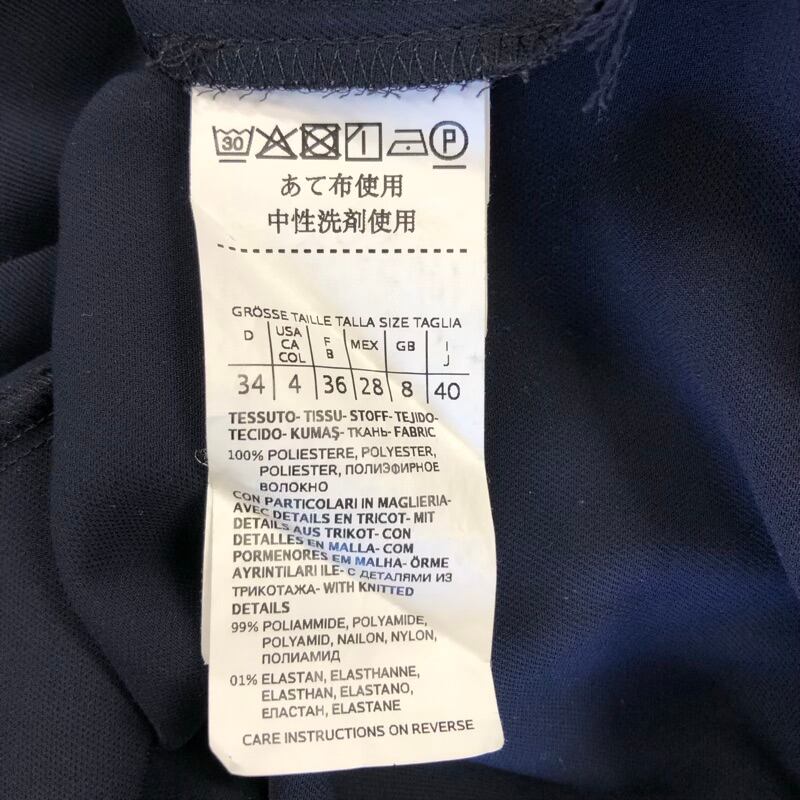 30 P
あて布使用
中性洗剤使用
GRÖSSE TAILLE TALLA SIZE TAGLIA
D USA CA COL F B MEX GB I J
34 4 36 28 8 40
TESSUTO- TISSU- STOFF- TEJIDO-
TECIDO- KUMAŞ- ТКАНЬ- FABRIC
100% POLIESTERE, POLYESTER,
POLIESTER, ПОЛИЭФИРНОЕ
ВОЛОКНО
CON PARTICOLARI IN MAGLIERIA-
AVEC DETAILS EN TRICOT- MIT
DETAILS AUS TRIKOT- CON
DETALLES EN MALLA- COM
PORMENORES EM MALHA- ÖRME
AYRINTILARI ILE- С ДЕТАЛЯМИ ИЗ
ТРИКОТАЖА- WITH KNITTED
DETAILS
99% POLIAMMIDE, POLYAMIDE,
POLYAMID, NAILON, NYLON,
ПОЛИАМИД
01% ELASTAN, ELASTHANNE,
ELASTHAN, ELASTANO,
ЕЛАСТАН, ELASTANE
CARE INSTRUCTIONS ON REVERSE